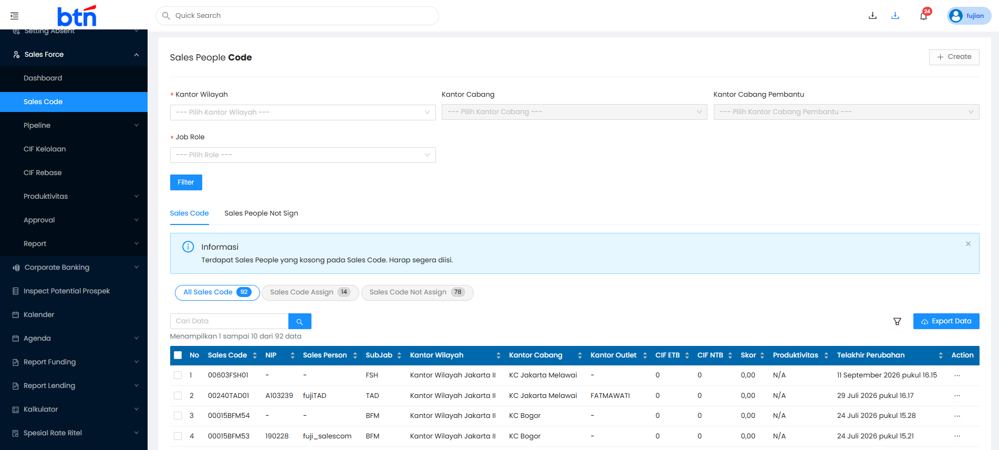 btn
Quick Search
24
fujian
Setting Absent
Sales Force
Dashboard
Sales Code
Pipeline
CIF Kelolaan
CIF Rebase
Produktivitas
Approval
Report
Corporate Banking
Inspect Potential Prospek
Kalender
Agenda
Report Funding
Report Lending
Kalkulator
Spesial Rate Ritel
Sales People Code
Create
* Kantor Wilayah
Kantor Cabang
Kantor Cabang Pembantu
--- Pilih Kantor Wilayah ---
--- Pilih Kantor Cabang ---
--- Pilih Kantor Cabang Pembantu ---
* Job Role
--- Pilih Role ---
Filter
Sales Code
Sales People Not Sign
Informasi
Terdapat Sales People yang kosong pada Sales Code. Harap segera diisi.
All Sales Code 92
Sales Code Assign 14
Sales Code Not Assign 78
Cari Data
Export Data
Menampilkan 1 sampai 10 dari 92 data
No Sales Code NIP Sales Person SubJab Kantor Wilayah Kantor Cabang Kantor Outlet CIF ETB CIF NTB Skor Produktivitas Telakhir Perubahan Action
1 00603FSH01 - - FSH Kantor Wilayah Jakarta II KC Jakarta Melawai - 0 0 0,00 N/A 11 September 2026 pukul 16.15 ...
2 00240TAD01 A103239 fujiTAD TAD Kantor Wilayah Jakarta II KC Jakarta Melawai FATMAWATI 0 0 0,00 N/A 29 Juli 2026 pukul 16.17 ...
3 00015BFM54 - - BFM Kantor Wilayah Jakarta II KC Bogor - 0 0 0,00 N/A 24 Juli 2026 pukul 15.28 ...
4 00015BFM53 190228 fuji_salescom BFM Kantor Wilayah Jakarta II KC Bogor - 0 0 0,00 N/A 24 Juli 2026 pukul 15.21 ...